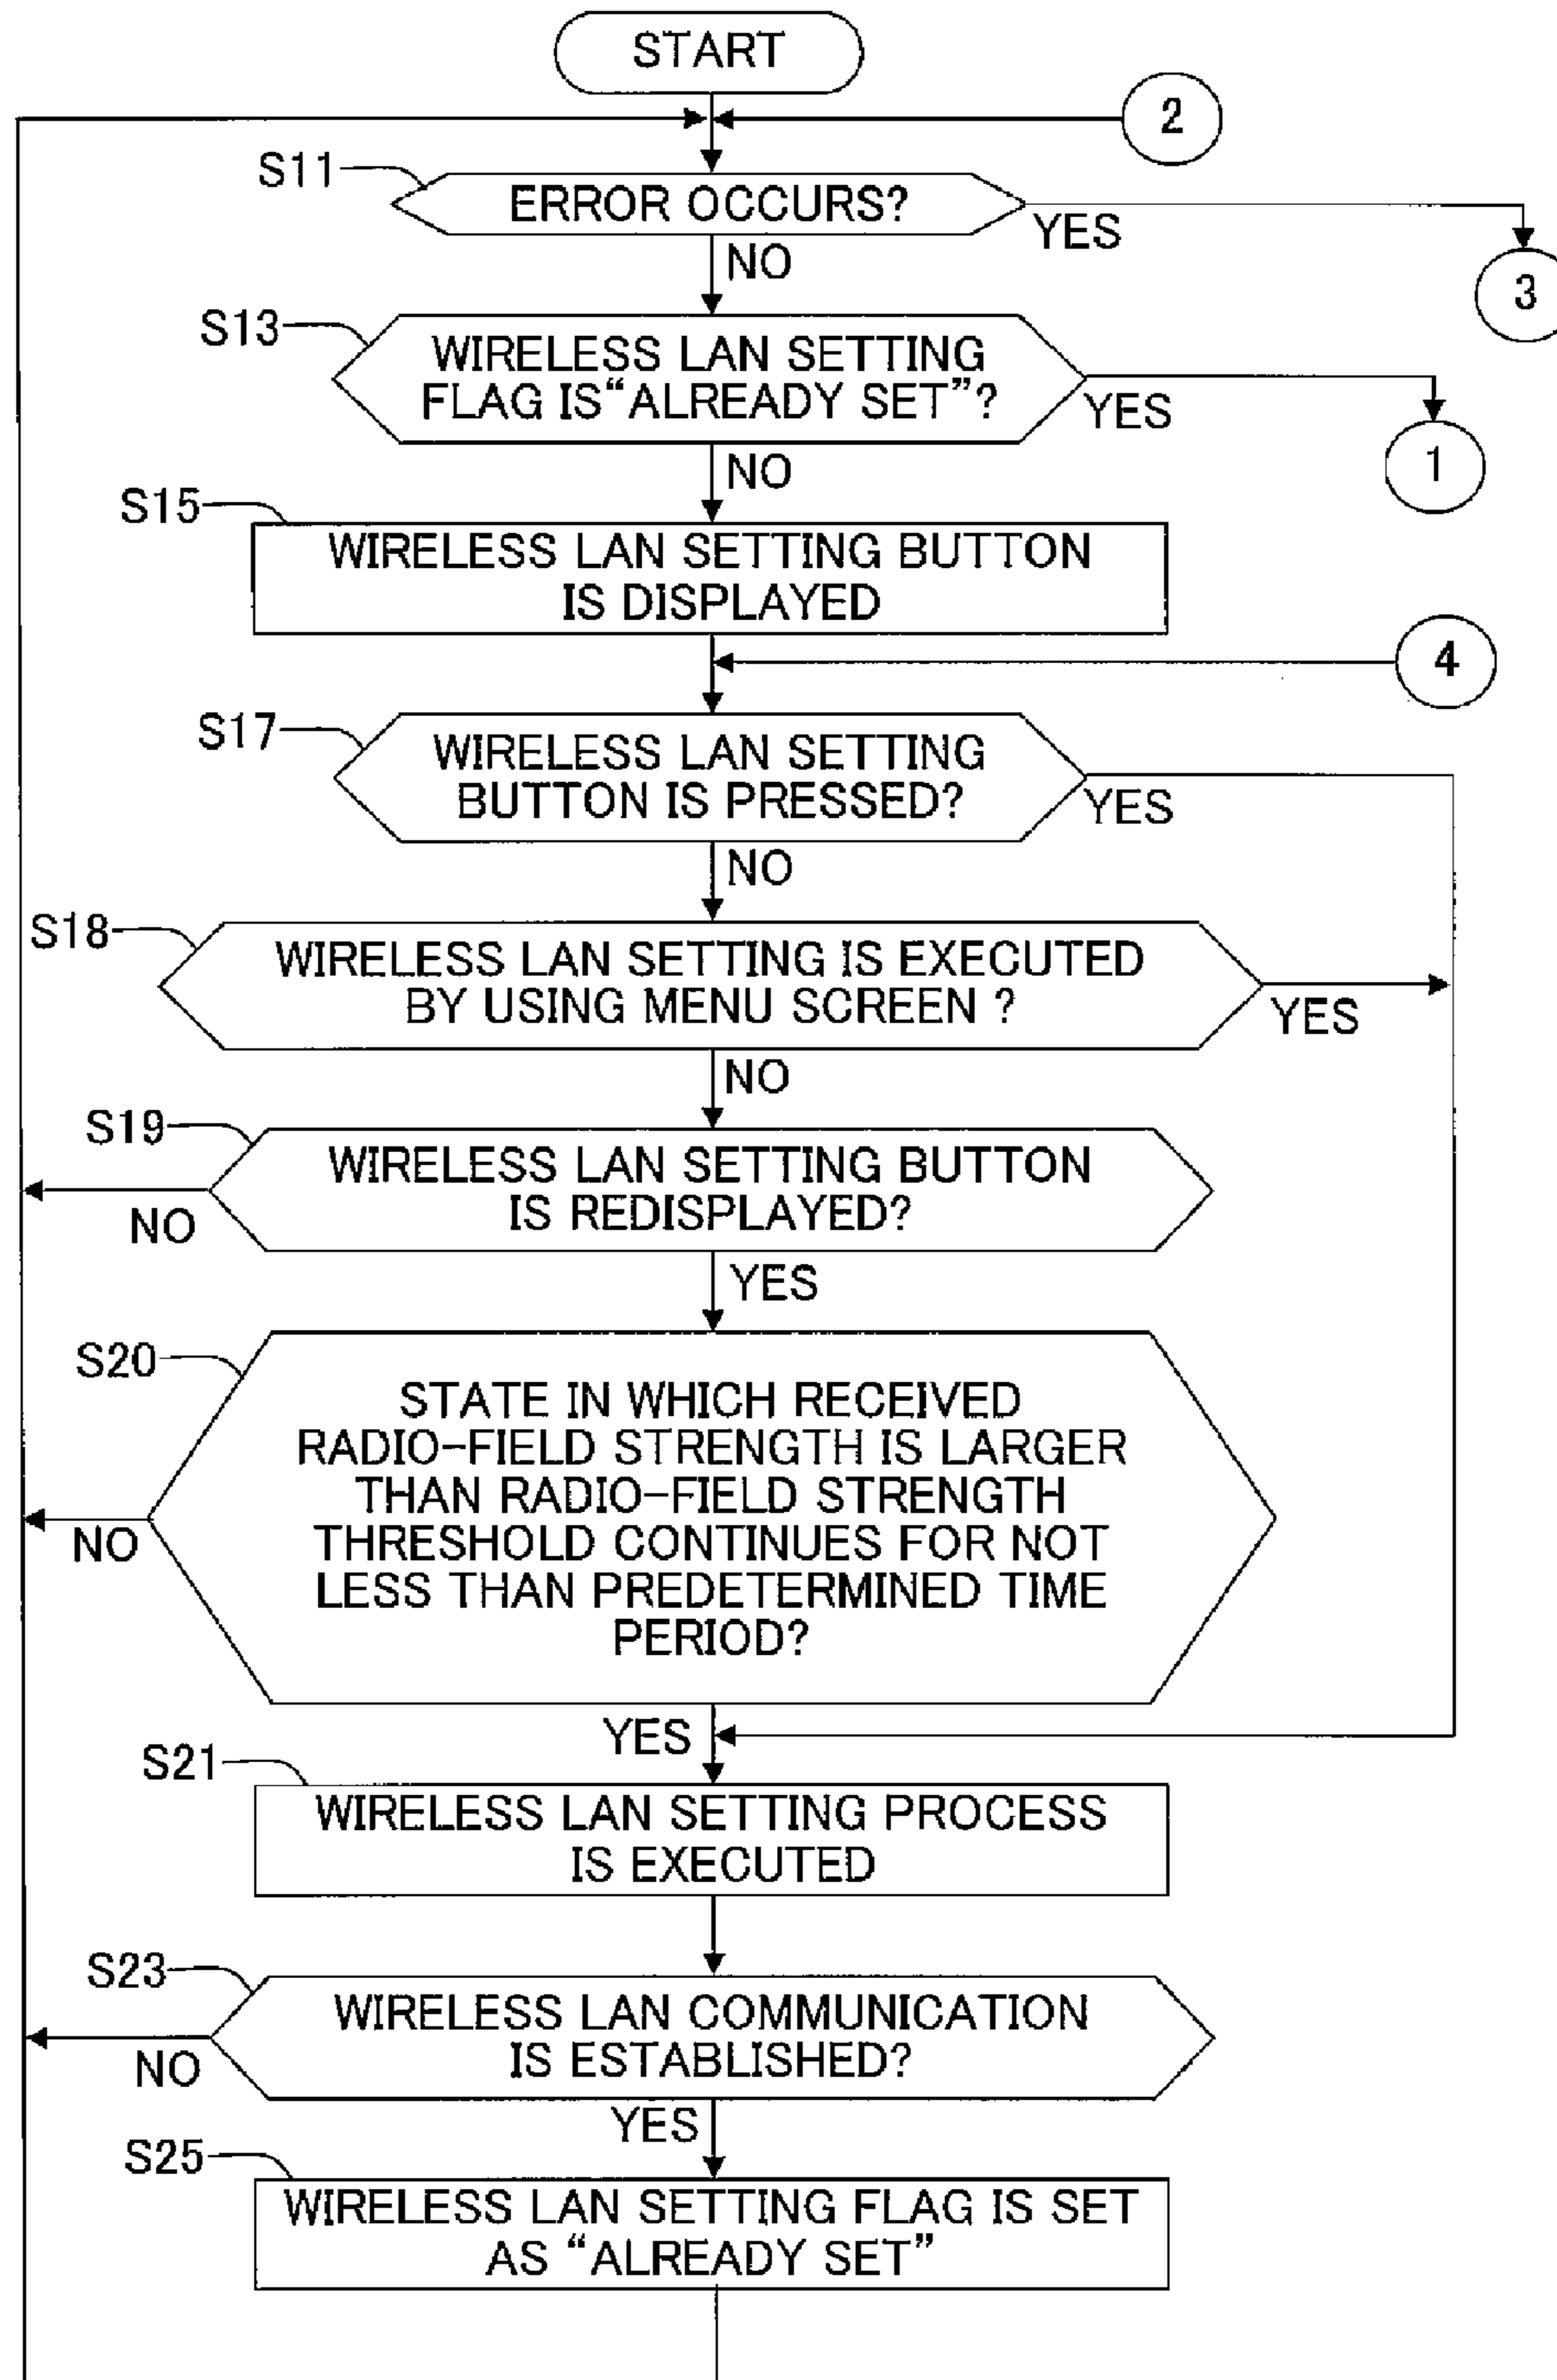 START
2
S11
ERROR OCCURS?
YES
NO
3
S13
WIRELESS LAN SETTING
FLAG IS“ALREADY SET”?
YES
NO
1
S15
WIRELESS LAN SETTING BUTTON
IS DISPLAYED
4
S17
WIRELESS LAN SETTING
BUTTON IS PRESSED?
YES
NO
S18
WIRELESS LAN SETTING IS EXECUTED
BY USING MENU SCREEN ?
YES
NO
S19
WIRELESS LAN SETTING BUTTON
IS REDISPLAYED?
NO
YES
S20
STATE IN WHICH RECEIVED
RADIO-FIELD STRENGTH IS LARGER
THAN RADIO-FIELD STRENGTH
THRESHOLD CONTINUES FOR NOT
LESS THAN PREDETERMINED TIME
PERIOD?
NO
YES
S21
WIRELESS LAN SETTING PROCESS
IS EXECUTED
S23
WIRELESS LAN COMMUNICATION
IS ESTABLISHED?
NO
YES
S25
WIRELESS LAN SETTING FLAG IS SET
AS “ALREADY SET”